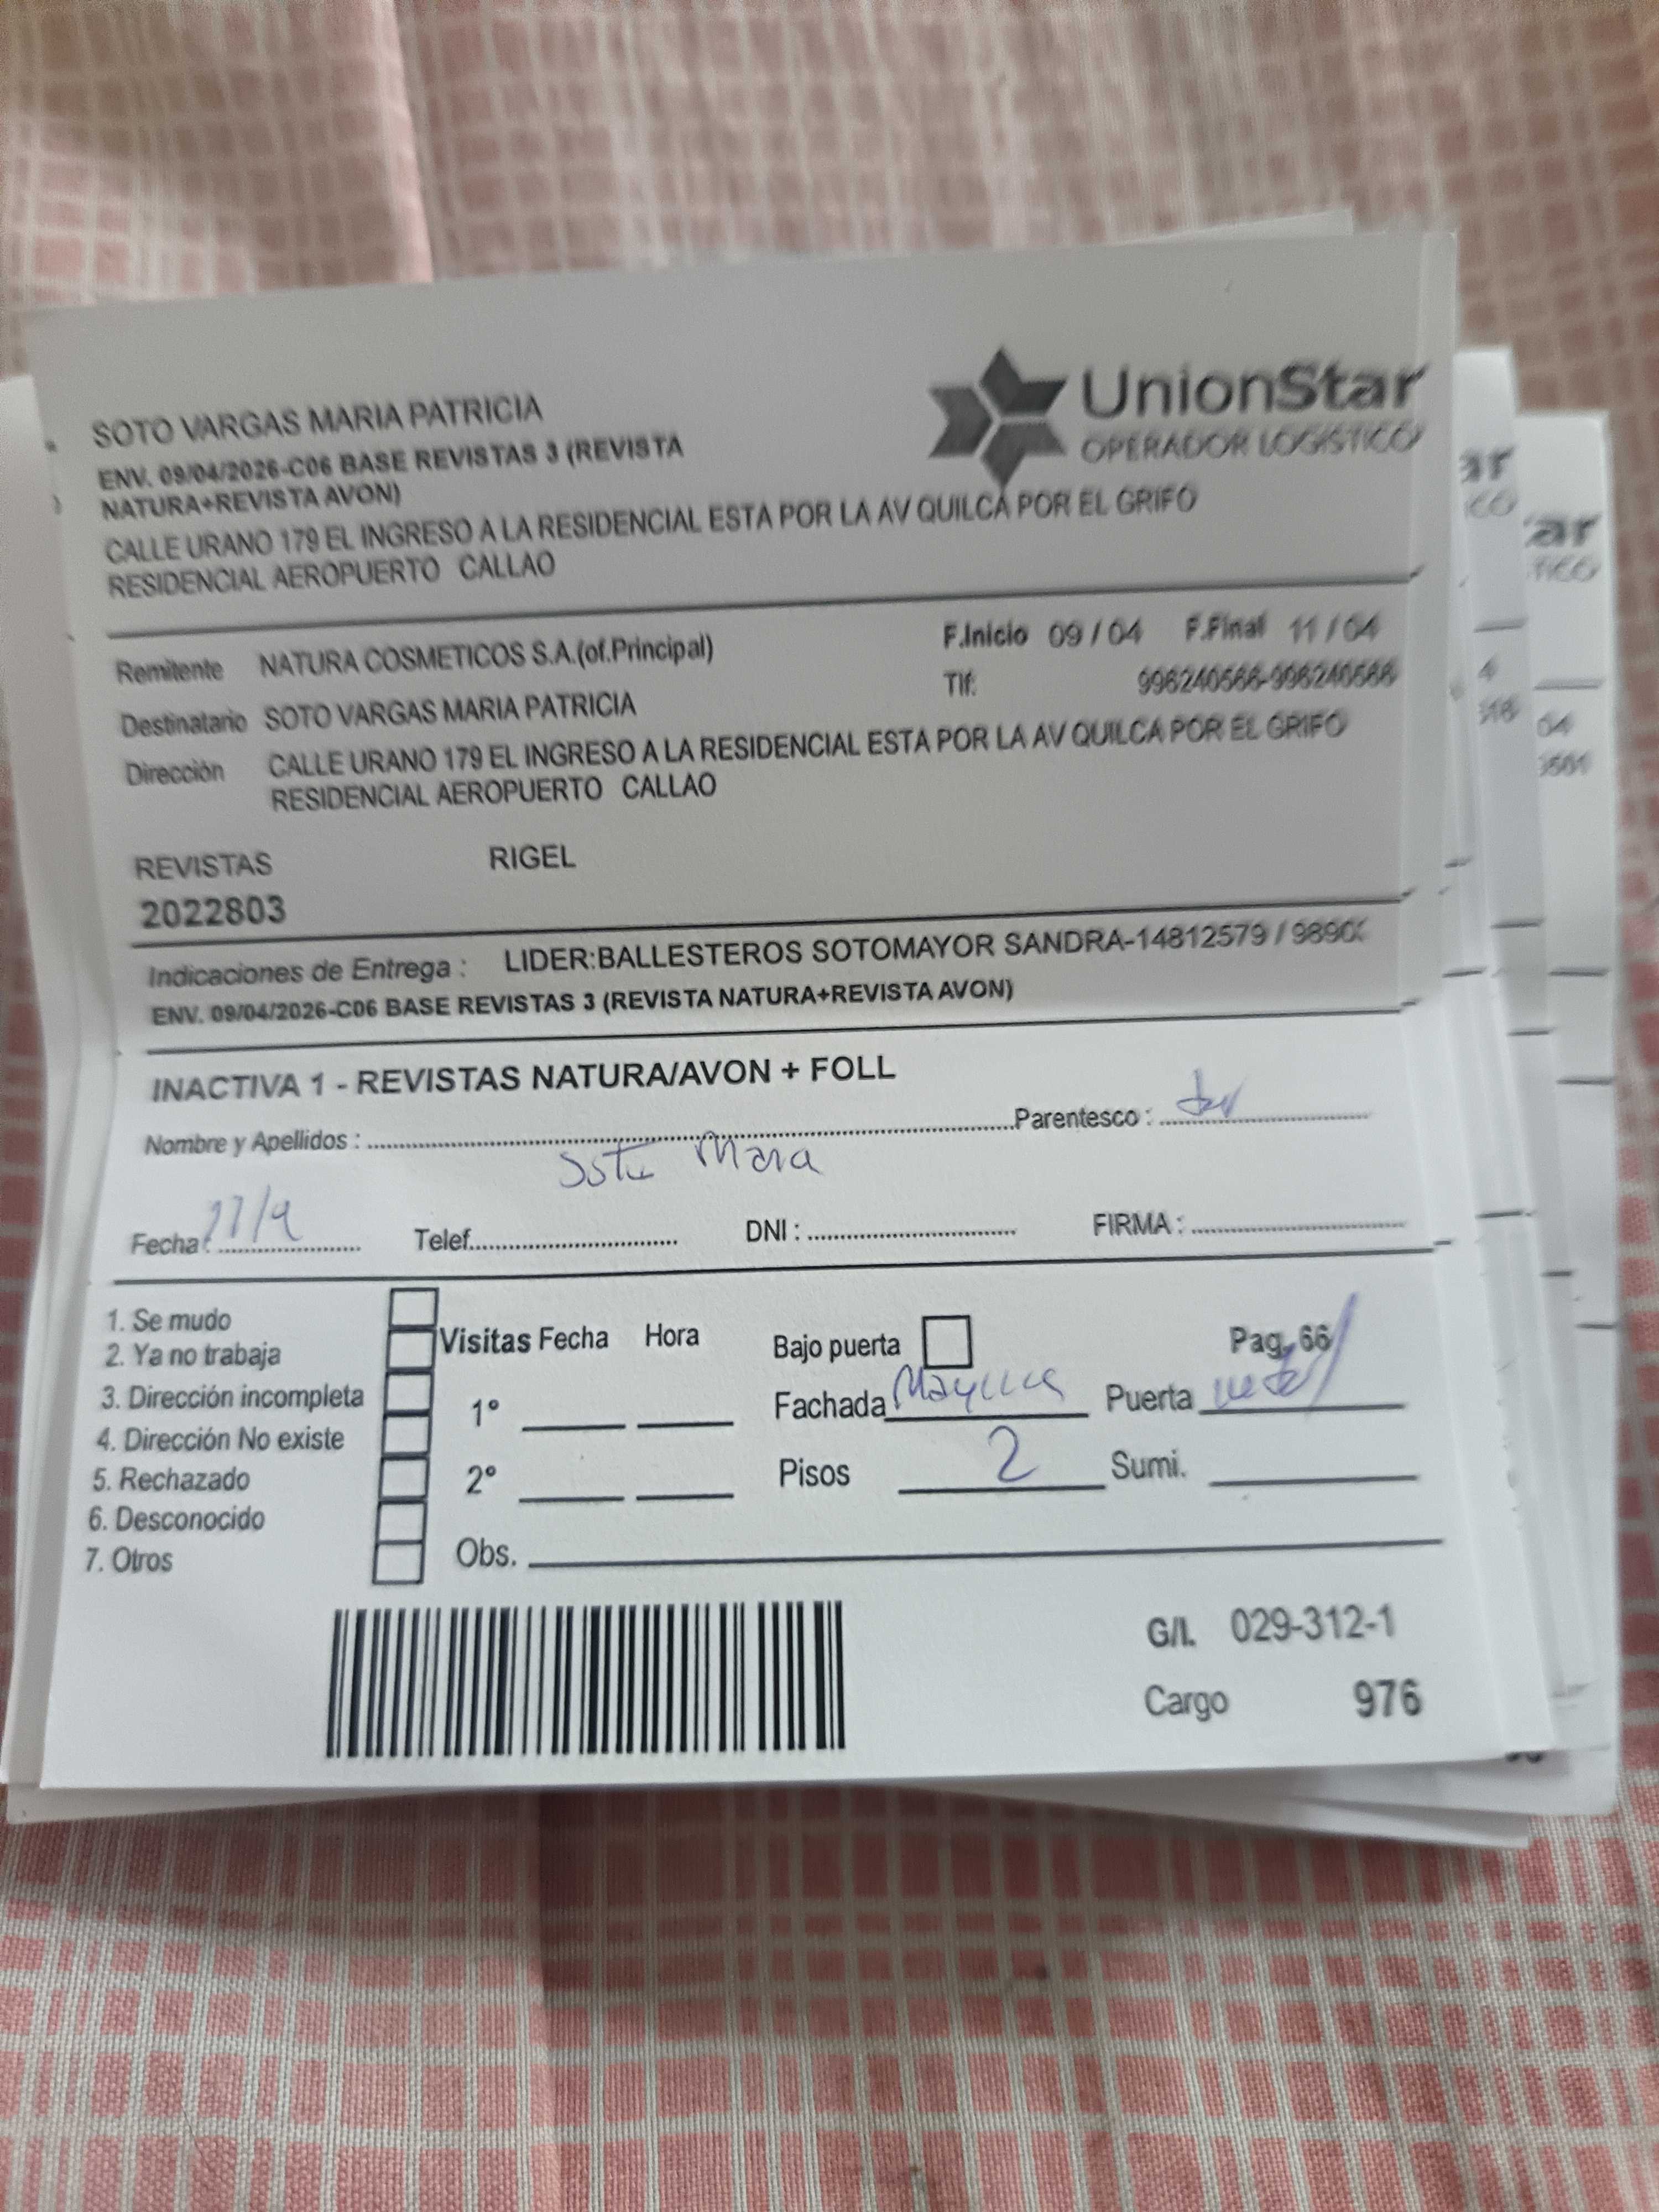 SOTO VARGAS MARIA PATRICIA
UnionStar
OPERADOR LOGISTICO
ENV. 09/04/2026-C06 BASE REVISTAS 3 (REVISTA
NATURA+REVISTA AVON)
CALLE URANO 179 EL INGRESO A LA RESIDENCIAL ESTA POR LA AV QUILCA POR EL GRIFO
RESIDENCIAL AEROPUERTO CALLAO
Remitente NATURA COSMETICOS S.A.(of.Principal) F.Inicio 09 / 04 F.Final 11 / 04
Tlf:
Destinatario SOTO VARGAS MARIA PATRICIA
Dirección CALLE URANO 179 EL INGRESO A LA RESIDENCIAL ESTA POR LA AV QUILCA POR EL GRIFO
RESIDENCIAL AEROPUERTO CALLAO
REVISTAS RIGEL
2022803
Indicaciones de Entrega : LIDER:BALLESTEROS SOTOMAYOR SANDRA-14812579 /
ENV. 09/04/2026-C06 BASE REVISTAS 3 (REVISTA NATURA+REVISTA AVON)
INACTIVA 1 - REVISTAS NATURA/AVON + FOLL
Nombre y Apellidos : Parentesco :
Soto Maria
Fecha : Telef. DNI : FIRMA :
1. Se mudo
2. Ya no trabaja
3. Dirección incompleta
4. Dirección No existe
5. Rechazado
6. Desconocido
7. Otros
Visitas Fecha Hora Bajo puerta Pag. 66
1° Fachada Puerta
2° Pisos 2 Sumi.
Obs.
G/I. 029-312-1
Cargo 976